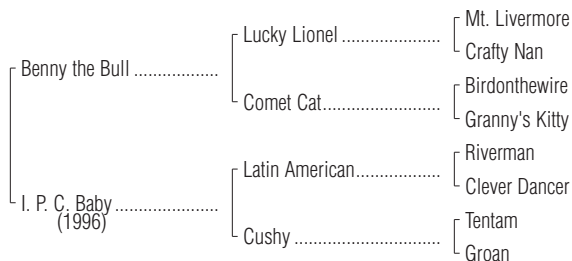 Mt. Livermore
Lucky Lionel ....................
Crafty Nan
Benny the Bull .................
Birdonthewire
Comet Cat........................
Granny's Kitty
Riverman
Latin American.................
Clever Dancer
I. P. C. Baby .....................
(1996)
Tentam
Cushy .............................
Groan